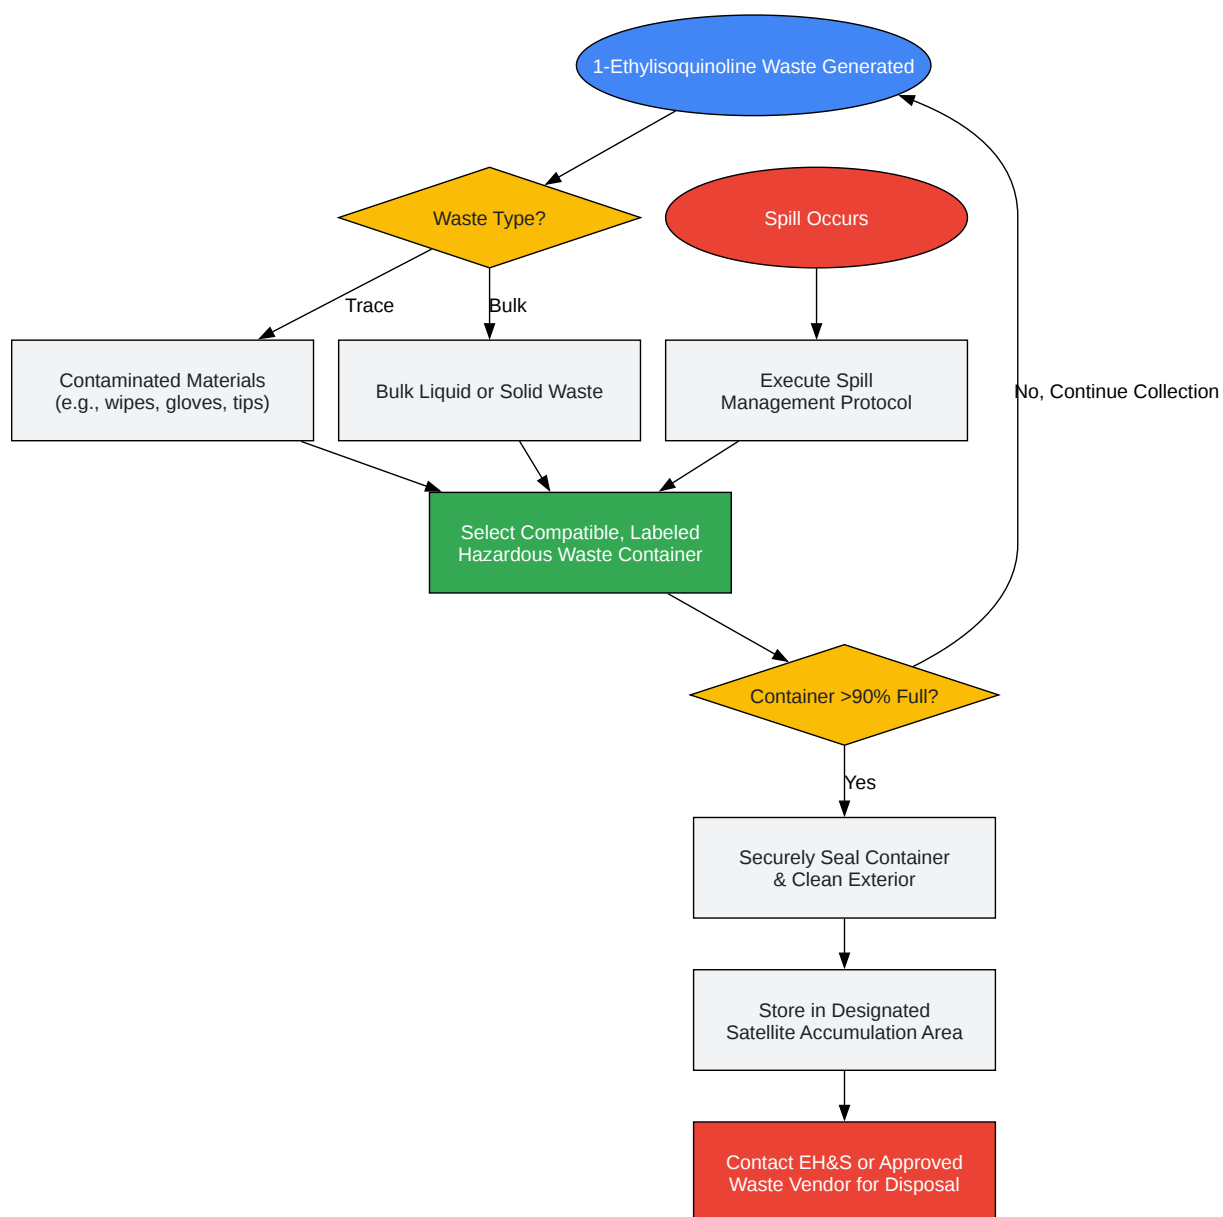 1-Ethylisoquinoline Waste Generated
Waste Type?
Spill Occurs
Trace
Bulk
Contaminated Materials
(e.g., wipes, gloves, tips)
Bulk Liquid or Solid Waste
Execute Spill
Management Protocol
No, Continue Collection
Select Compatible, Labeled
Hazardous Waste Container
Container >90% Full?
Yes
Securely Seal Container
& Clean Exterior
Store in Designated
Satellite Accumulation Area
Contact EH&S or Approved
Waste Vendor for Disposal